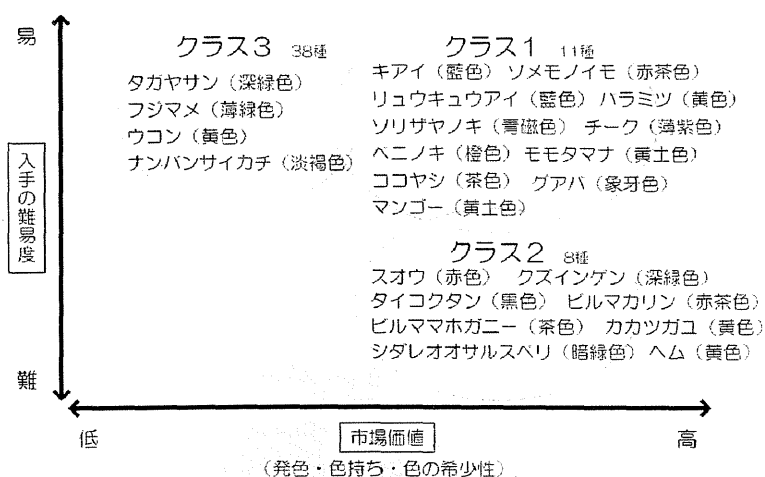 易
クラス3 38種
タガヤサン（深緑色）
フジマメ（薄緑色）
ウコン（黄色）
ナンバンサイカチ（淡褐色）
クラス1 11種
キアイ（藍色） ソメモノイモ（赤茶色）
リュウキュウアイ（藍色） ハラミツ（黄色）
ソリザヤノキ（青磁色） チーク（薄紫色）
ベニノキ（橙色） モモタマナ（黄土色）
ココヤシ（茶色） グアバ（象牙色）
マンゴー（黄土色）
入手の難易度
クラス2 8種
スオウ（赤色） クズインゲン（深緑色）
タイコクタン（黒色） ビルマカリン（赤茶色）
ビルママホガニー（茶色） カカツガユ（黄色）
シダレオオサルスベリ（暗緑色） ヘム（黄色）
難
低 市場価値 高
（発色・色持ち・色の希少性）